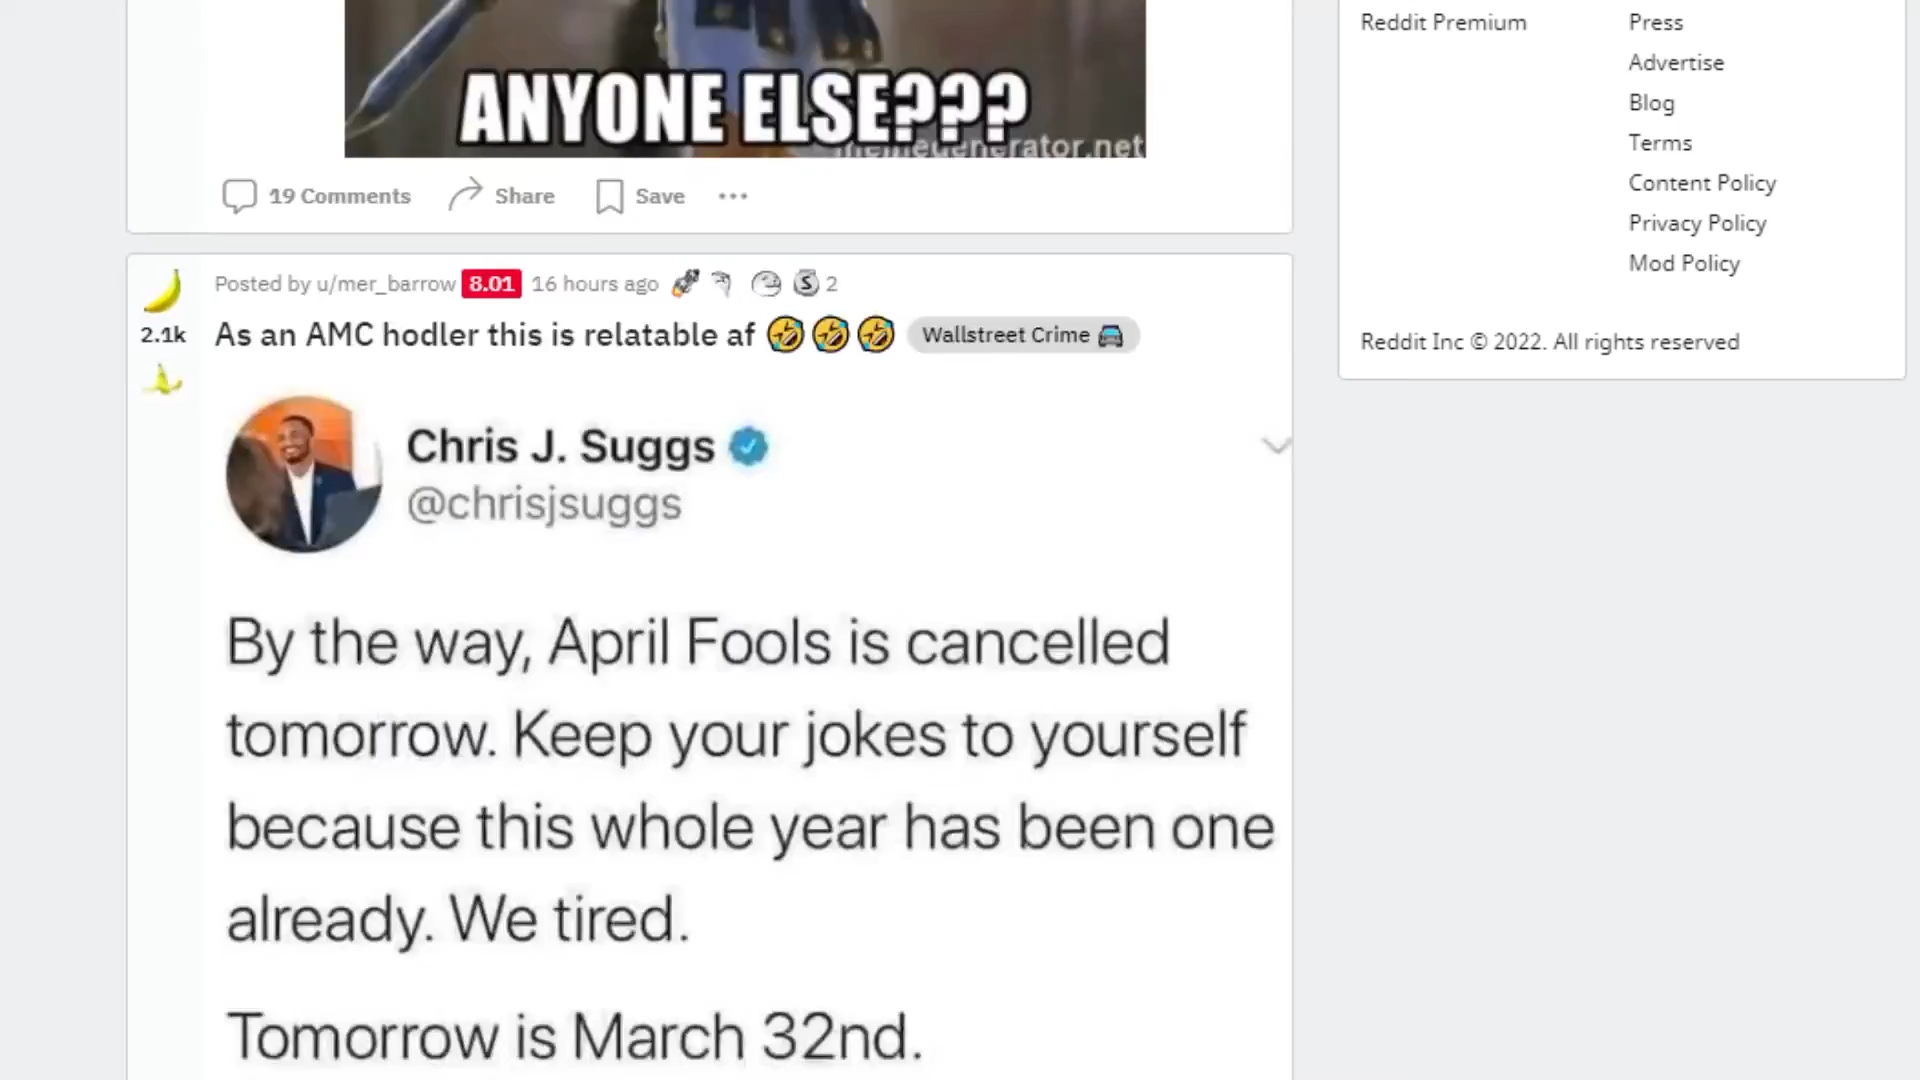 ANYONE ELSE???
memegenerator.net
19 Comments Share Save
Posted by u/mer_barrow 8.01 16 hours ago 2
2.1k
As an AMC hodler this is relatable af 🤣🤣🤣 Wallstreet Crime 🚘
Chris J. Suggs
@chrisjsuggs
By the way, April Fools is cancelled
tomorrow. Keep your jokes to yourself
because this whole year has been one
already. We tired.
Tomorrow is March 32nd.
Reddit Premium
Press
Advertise
Blog
Terms
Content Policy
Privacy Policy
Mod Policy
Reddit Inc © 2022. All rights reserved